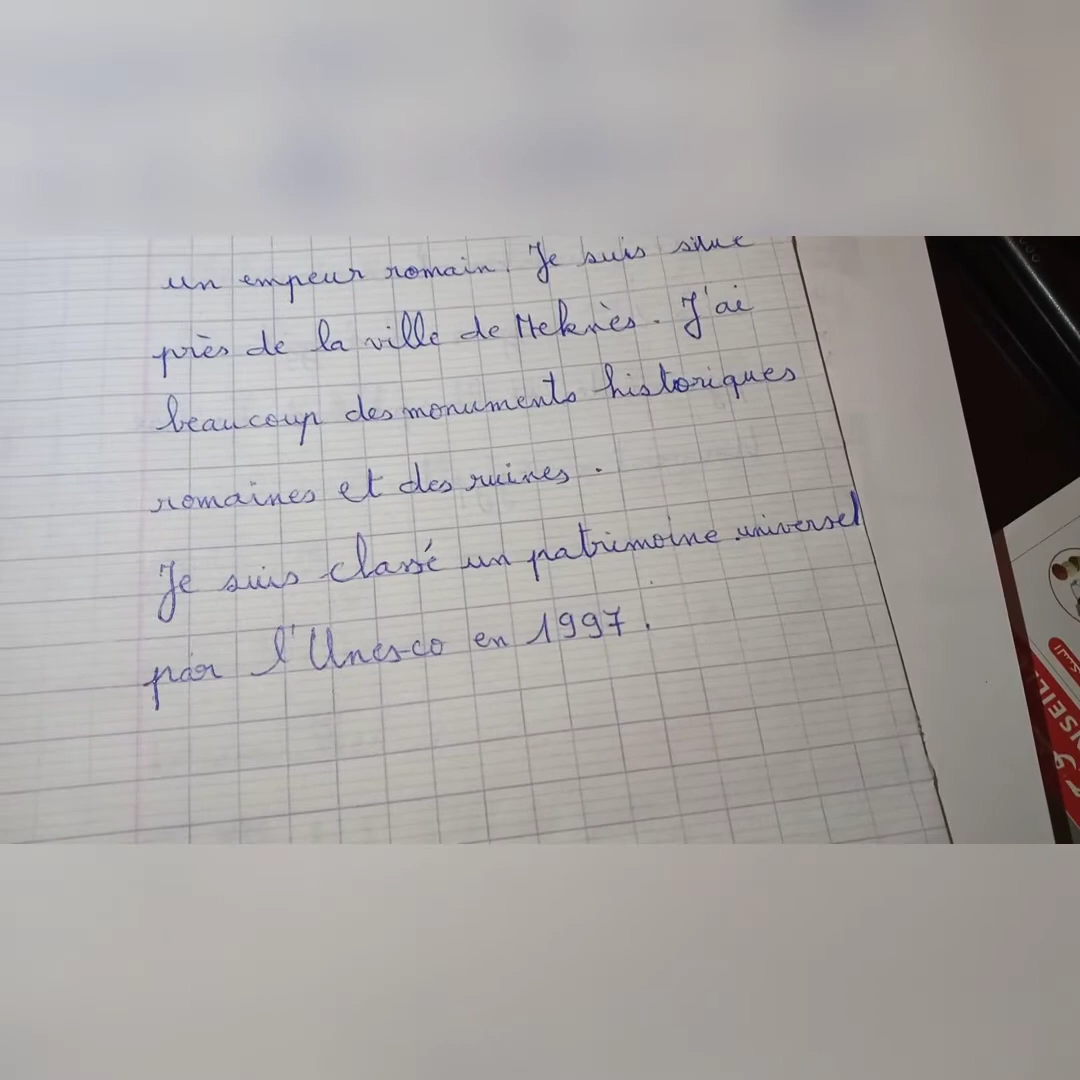 un empeur romain. Je suis situé
près de la ville de Meknès. J'ai
beaucoup des monuments historiques
romaines et des ruines.
Je suis classé un patrimoine universel
par l'Unesco en 1997.